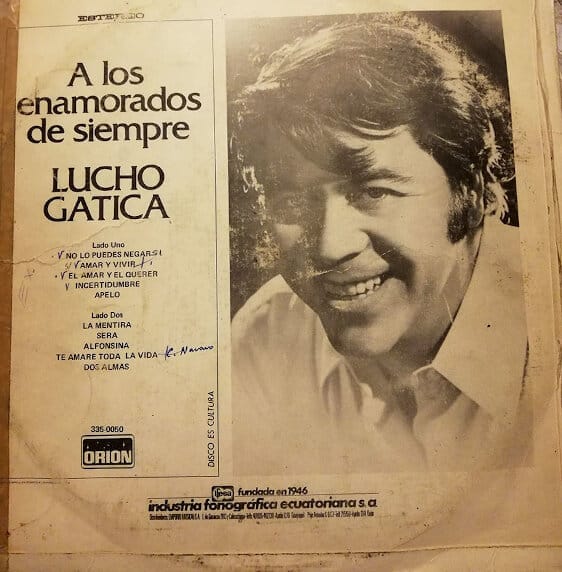 ESTEREO
A los
enamorados
de siempre
LUCHO
GATICA
Lado Uno
NO LO PUEDES NEGAR
AMAR Y VIVIR
EL AMAR Y EL QUERER
INCERTIDUMBRE
APELO
Lado Dos
LA MENTIRA
SERA
ALFONSINA
TE AMARE TODA LA VIDA
DOS ALMAS
335-0050
ORION
DISCO ES CULTURA
ifesa fundada en 1946
industria fonográfica ecuatoriana s.a.